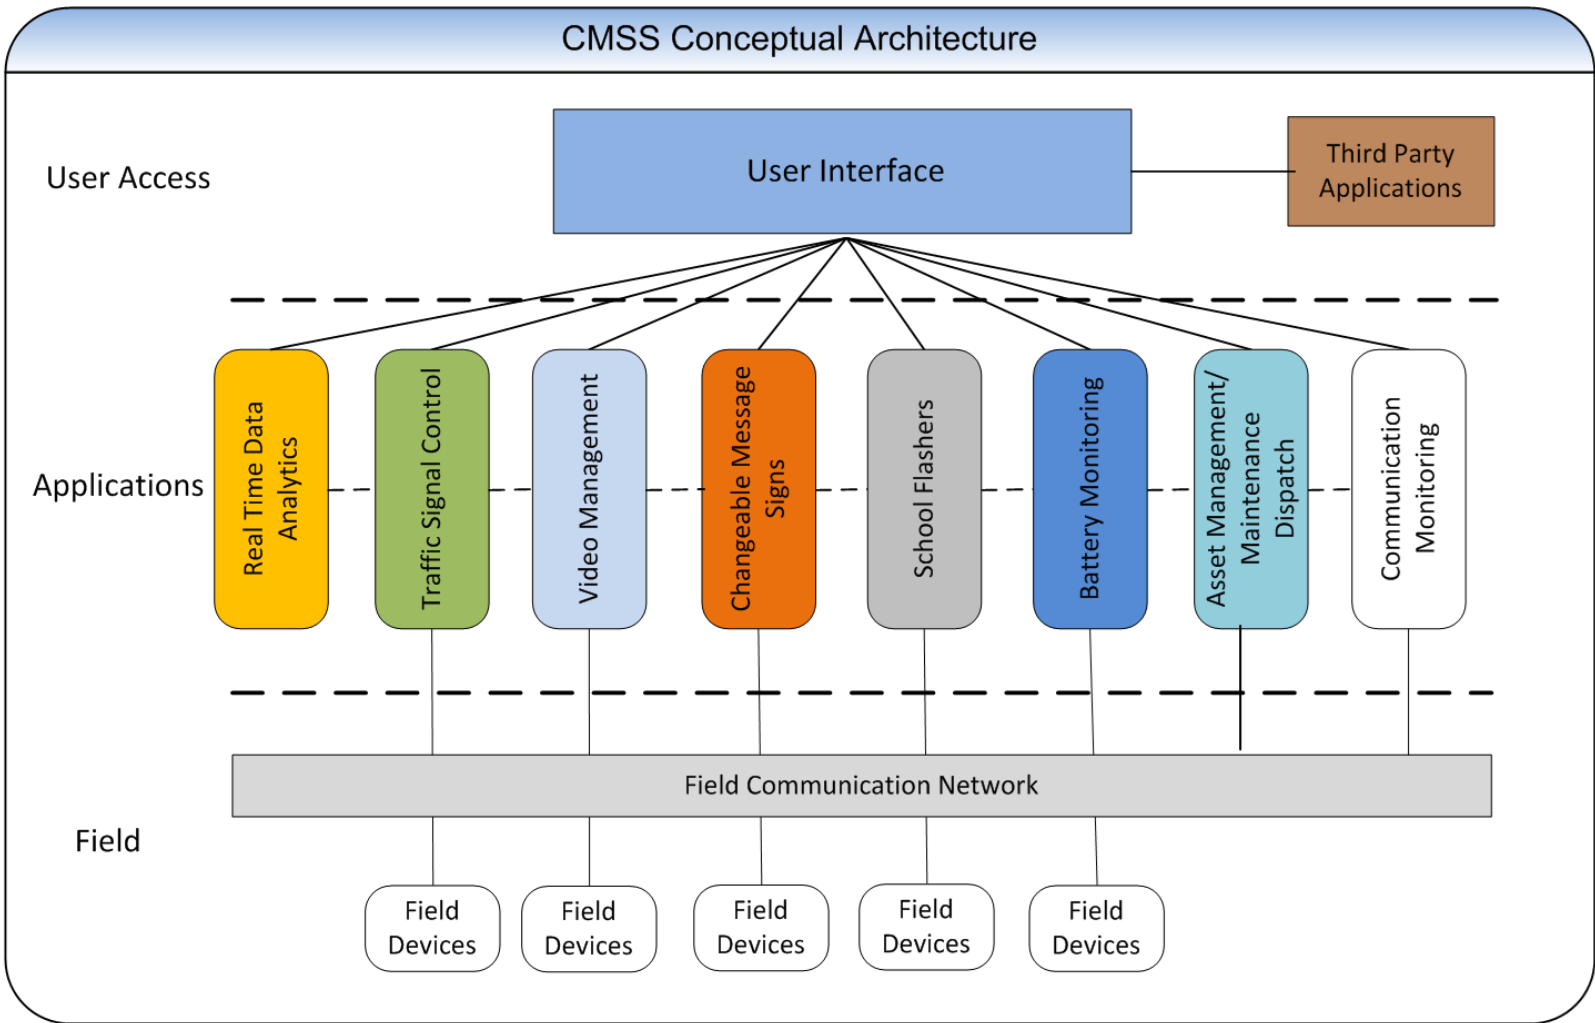 CMSS Conceptual Architecture
User Access
User Interface
Third Party
Applications
Applications
Real Time Data
Analytics
Traffic Signal Control
Video Management
Changeable Message
Signs
School Flashers
Battery Monitoring
Asset Management/
Maintenance
Dispatch
Communication
Monitoring
Field
Field Communication Network
Field
Devices
Field
Devices
Field
Devices
Field
Devices
Field
Devices